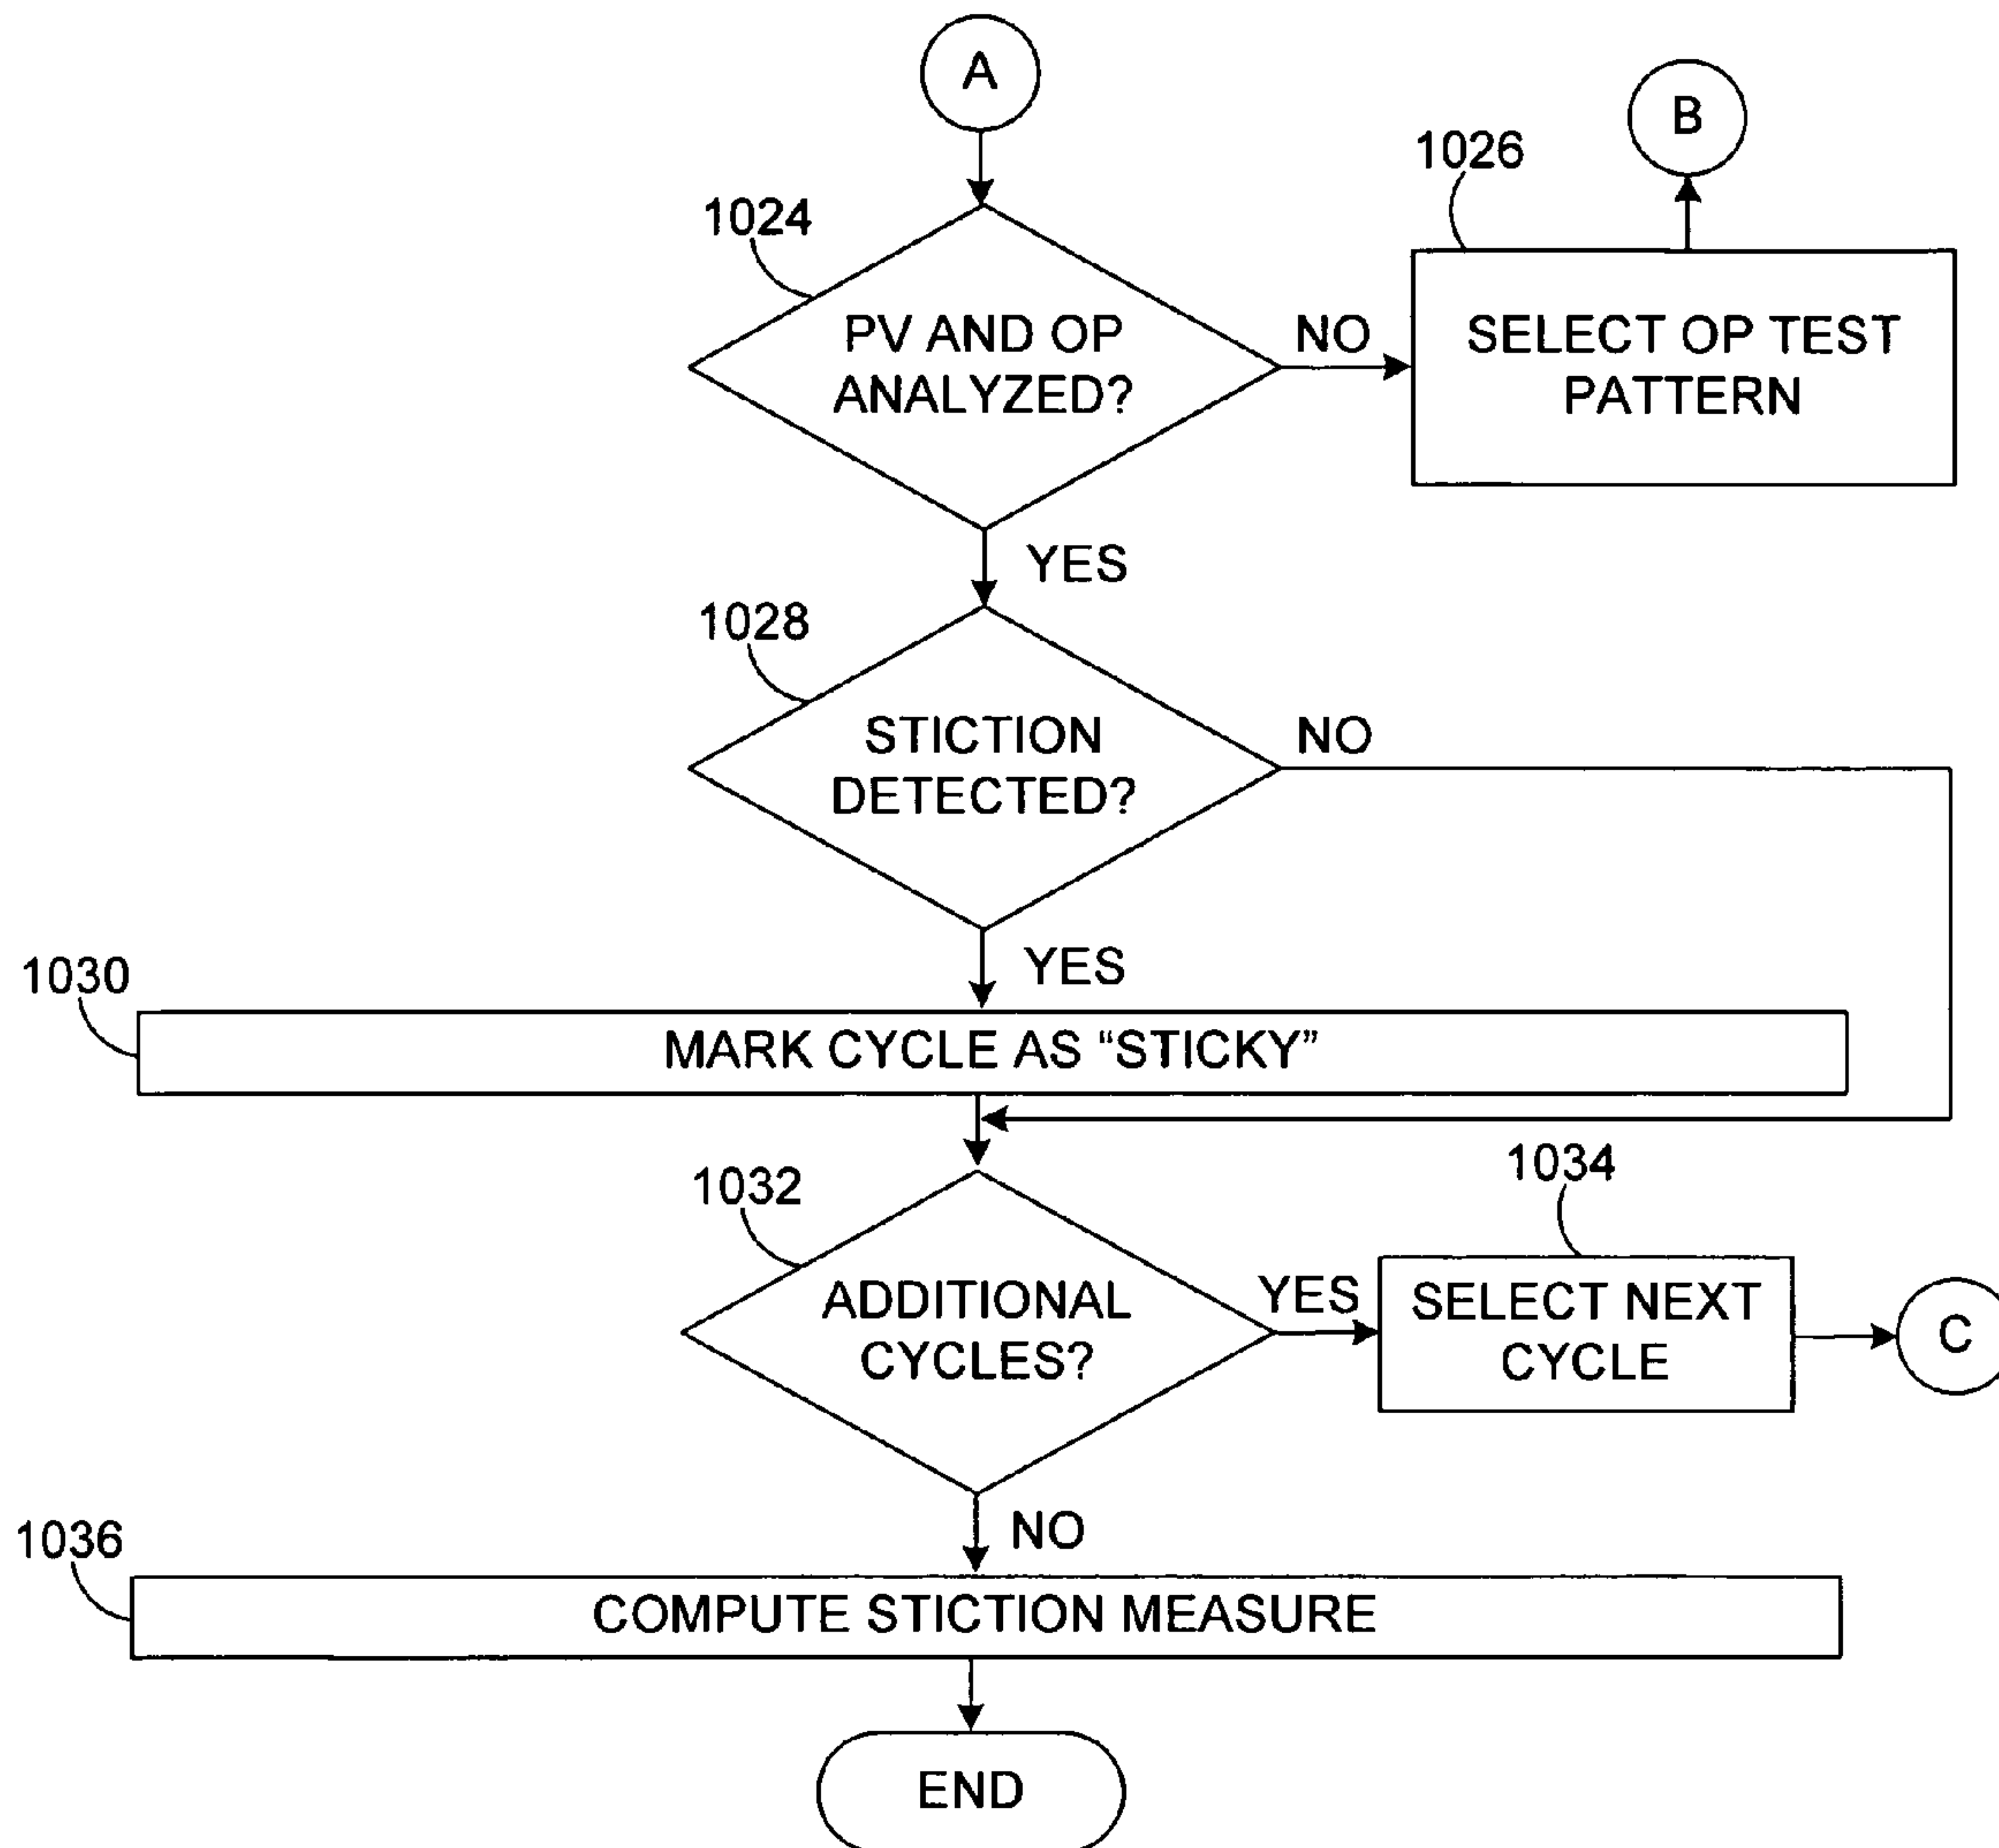 A
B
1026
1024
PV AND OP
ANALYZED?
NO
SELECT OP TEST
PATTERN
YES
1028
STICTION
DETECTED?
NO
YES
1030
MARK CYCLE AS “STICKY”
1032
1034
ADDITIONAL
CYCLES?
YES
SELECT NEXT
CYCLE
C
NO
1036
COMPUTE STICTION MEASURE
END